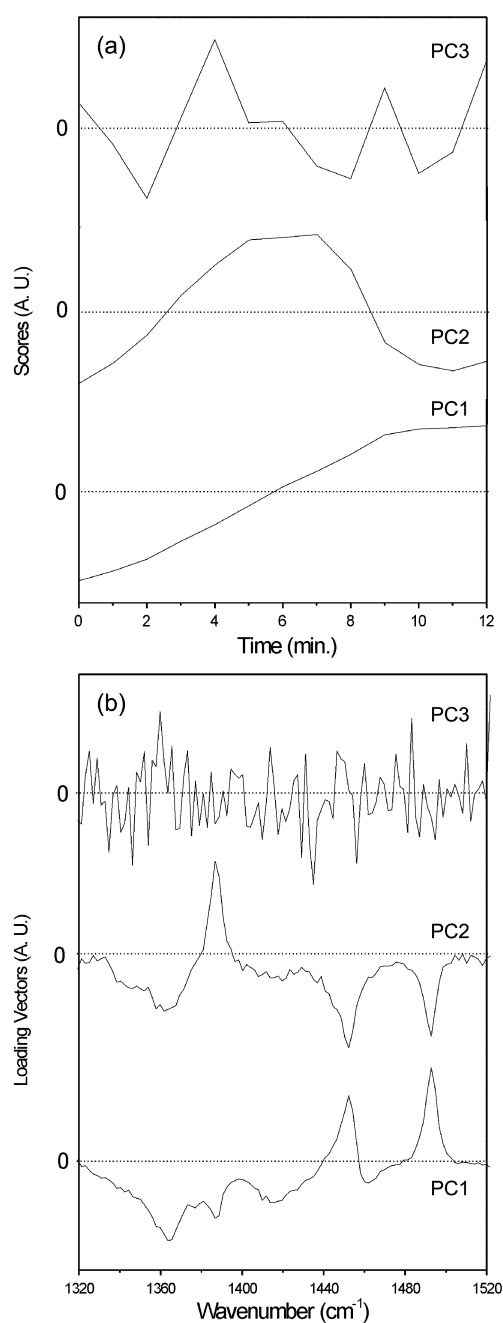 (a)
PC3
0
Scores (A. U.)
0
PC2
PC1
0
0 2 4 6 8 10 12
Time (min.)
(b)
PC3
0
Loading Vectors (A. U.)
PC2
0
0
PC1
1320 1360 1400 1440 1480 1520
Wavenumber (cm⁻¹)